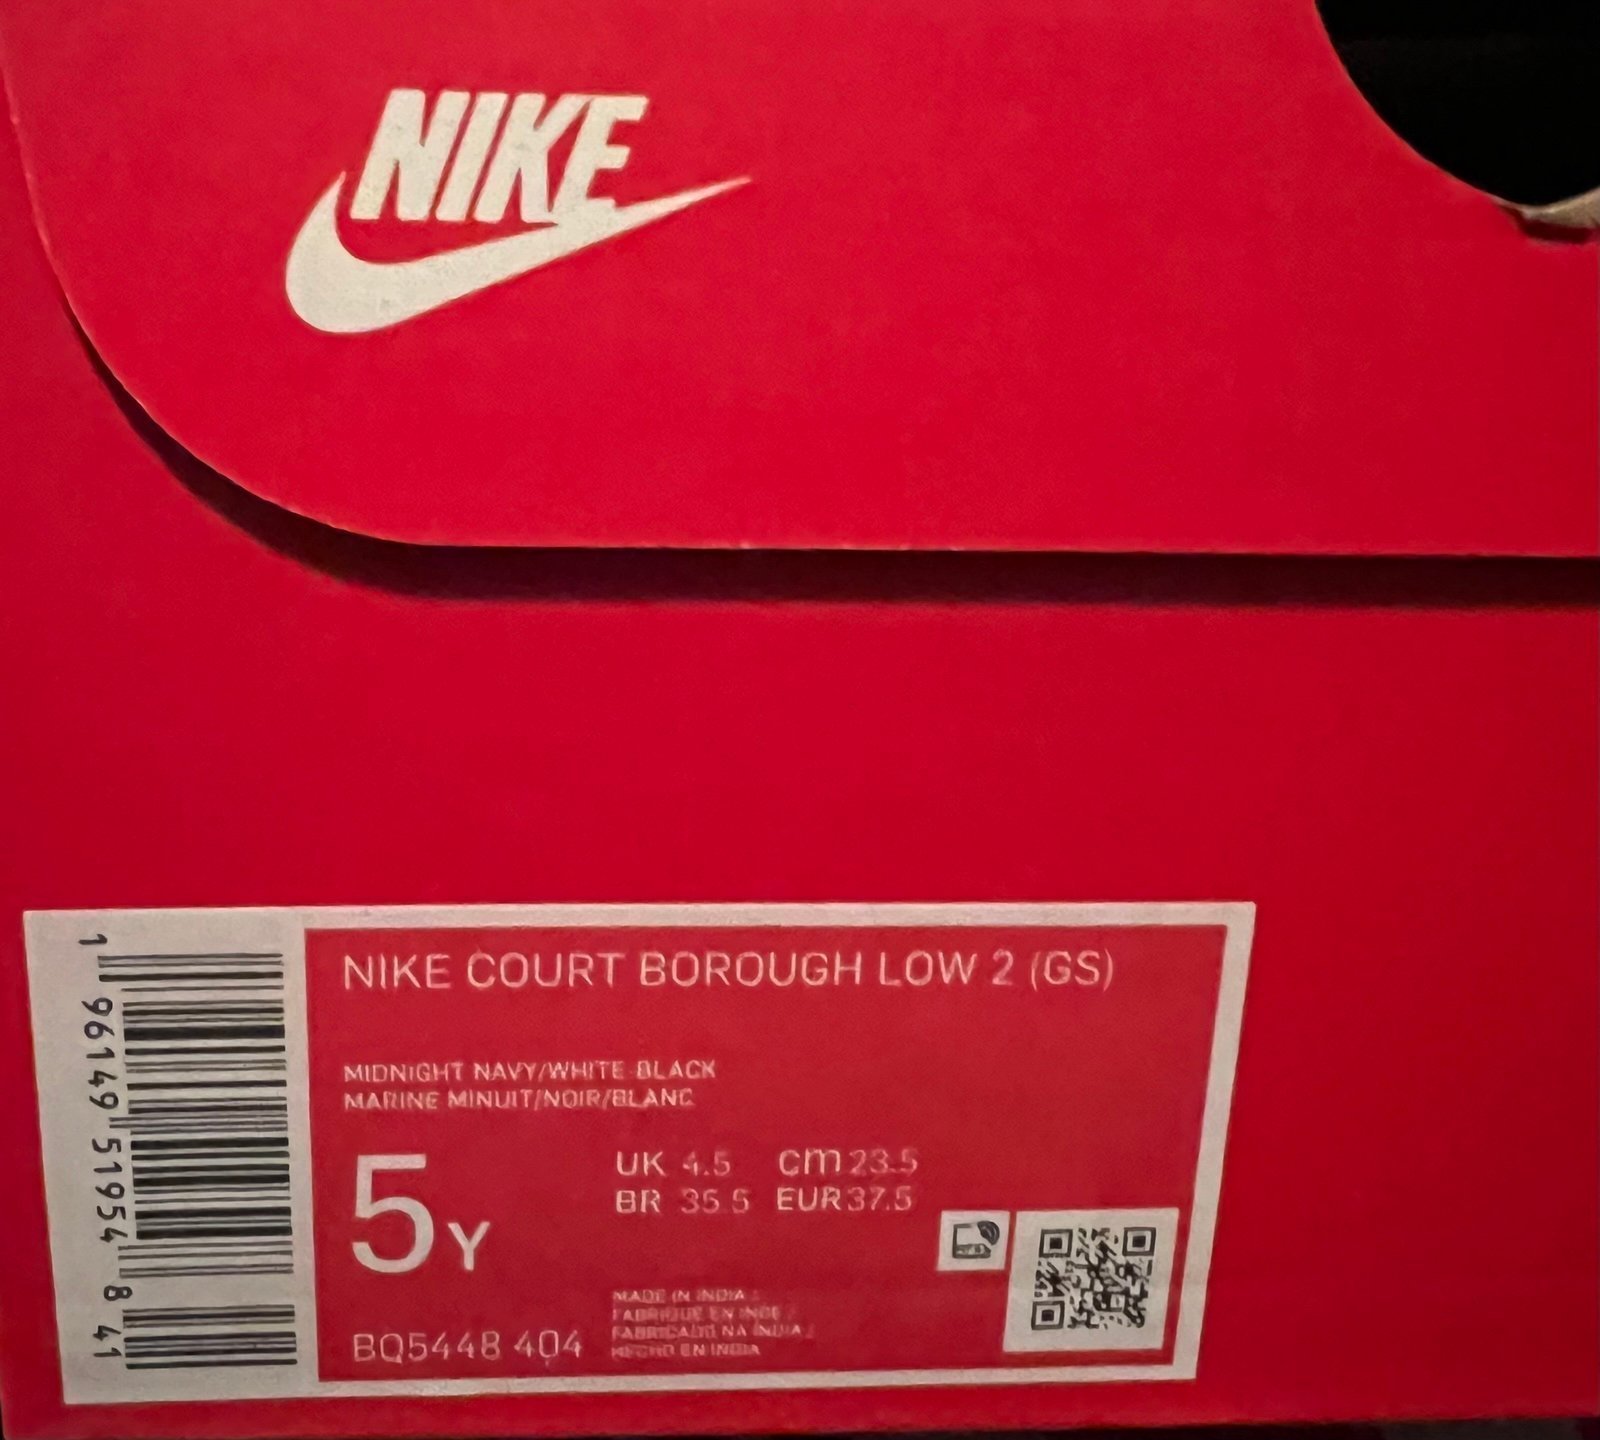 NIKE
NIKE COURT BOROUGH LOW 2 (GS)
MIDNIGHT NAVY/WHITE-BLACK
MARINE MINUIT/NOIR/BLANC
5Y
UK 4.5 cm 23.5
BR 35.5 EUR 37.5
BQ5448 404
MADE IN INDIA /
FABRIQUE EN INDE /
FABRICADO NA INDIA /
HECHO EN INDIA
1 96149 51954 8 41